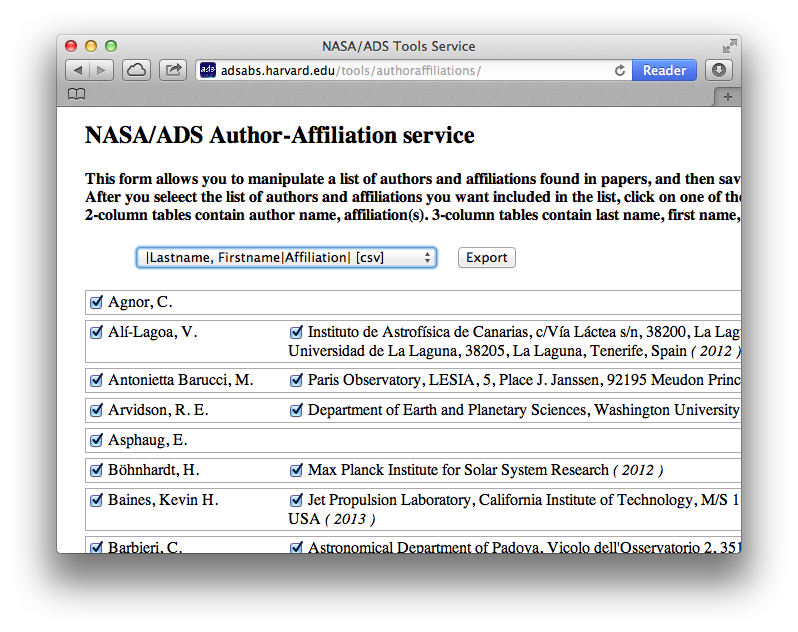 NASA/ADS Tools Service
ads adsabs.harvard.edu/tools/authoraffiliations/ Reader
NASA/ADS Author-Affiliation service
This form allows you to manipulate a list of authors and affiliations found in papers, and then sav
After you seleect the list of authors and affiliations you want included in the list, click on one of the
2-column tables contain author name, affiliation(s). 3-column tables contain last name, first name,
|Lastname, Firstname|Affiliation| [csv] Export
Agnor, C.
Alí-Lagoa, V. Instituto de Astrofísica de Canarias, c/Vía Láctea s/n, 38200, La Lag
Universidad de La Laguna, 38205, La Laguna, Tenerife, Spain ( 2012 )
Antonietta Barucci, M. Paris Observatory, LESIA, 5, Place J. Janssen, 92195 Meudon Princ
Arvidson, R. E. Department of Earth and Planetary Sciences, Washington University
Asphaug, E.
Böhnhardt, H. Max Planck Institute for Solar System Research ( 2012 )
Baines, Kevin H. Jet Propulsion Laboratory, California Institute of Technology, M/S 1
USA ( 2013 )
Barbieri, C. Astronomical Department of Padova, Vicolo dell'Osservatorio 2, 351